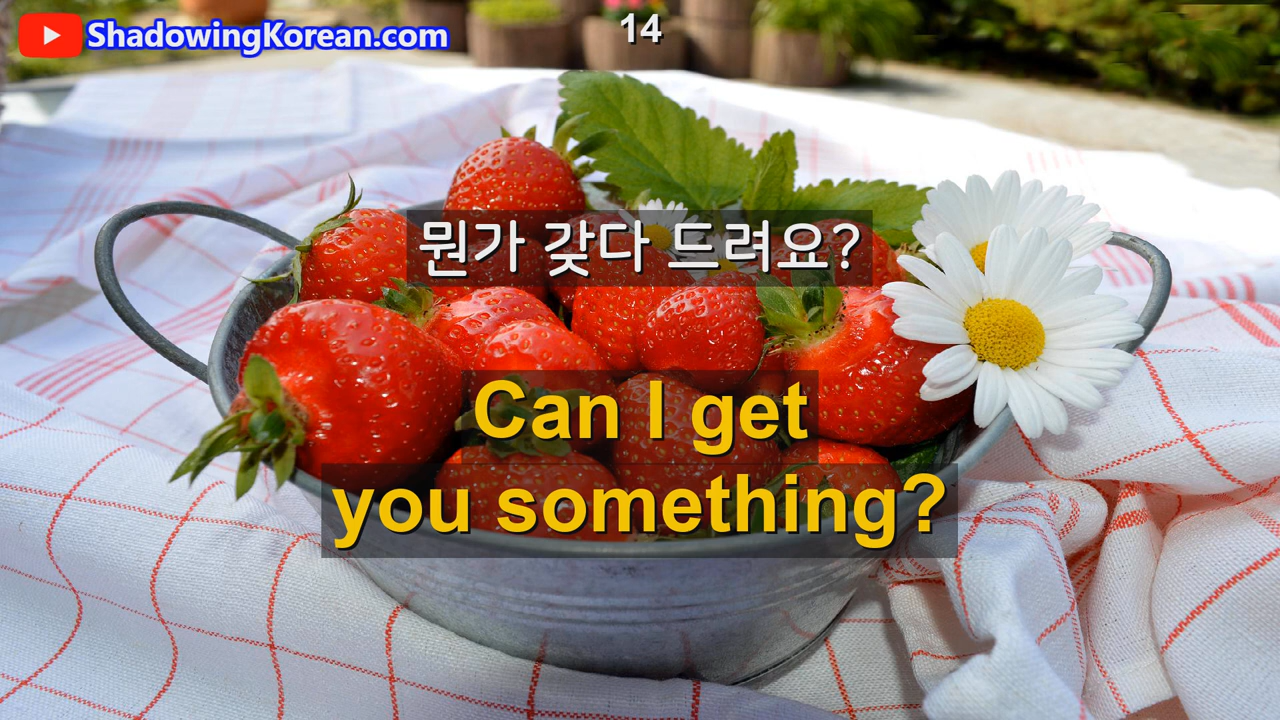 ShadowingKorean.com
14
뭔가 갖다 드려요?
Can I get
you something?